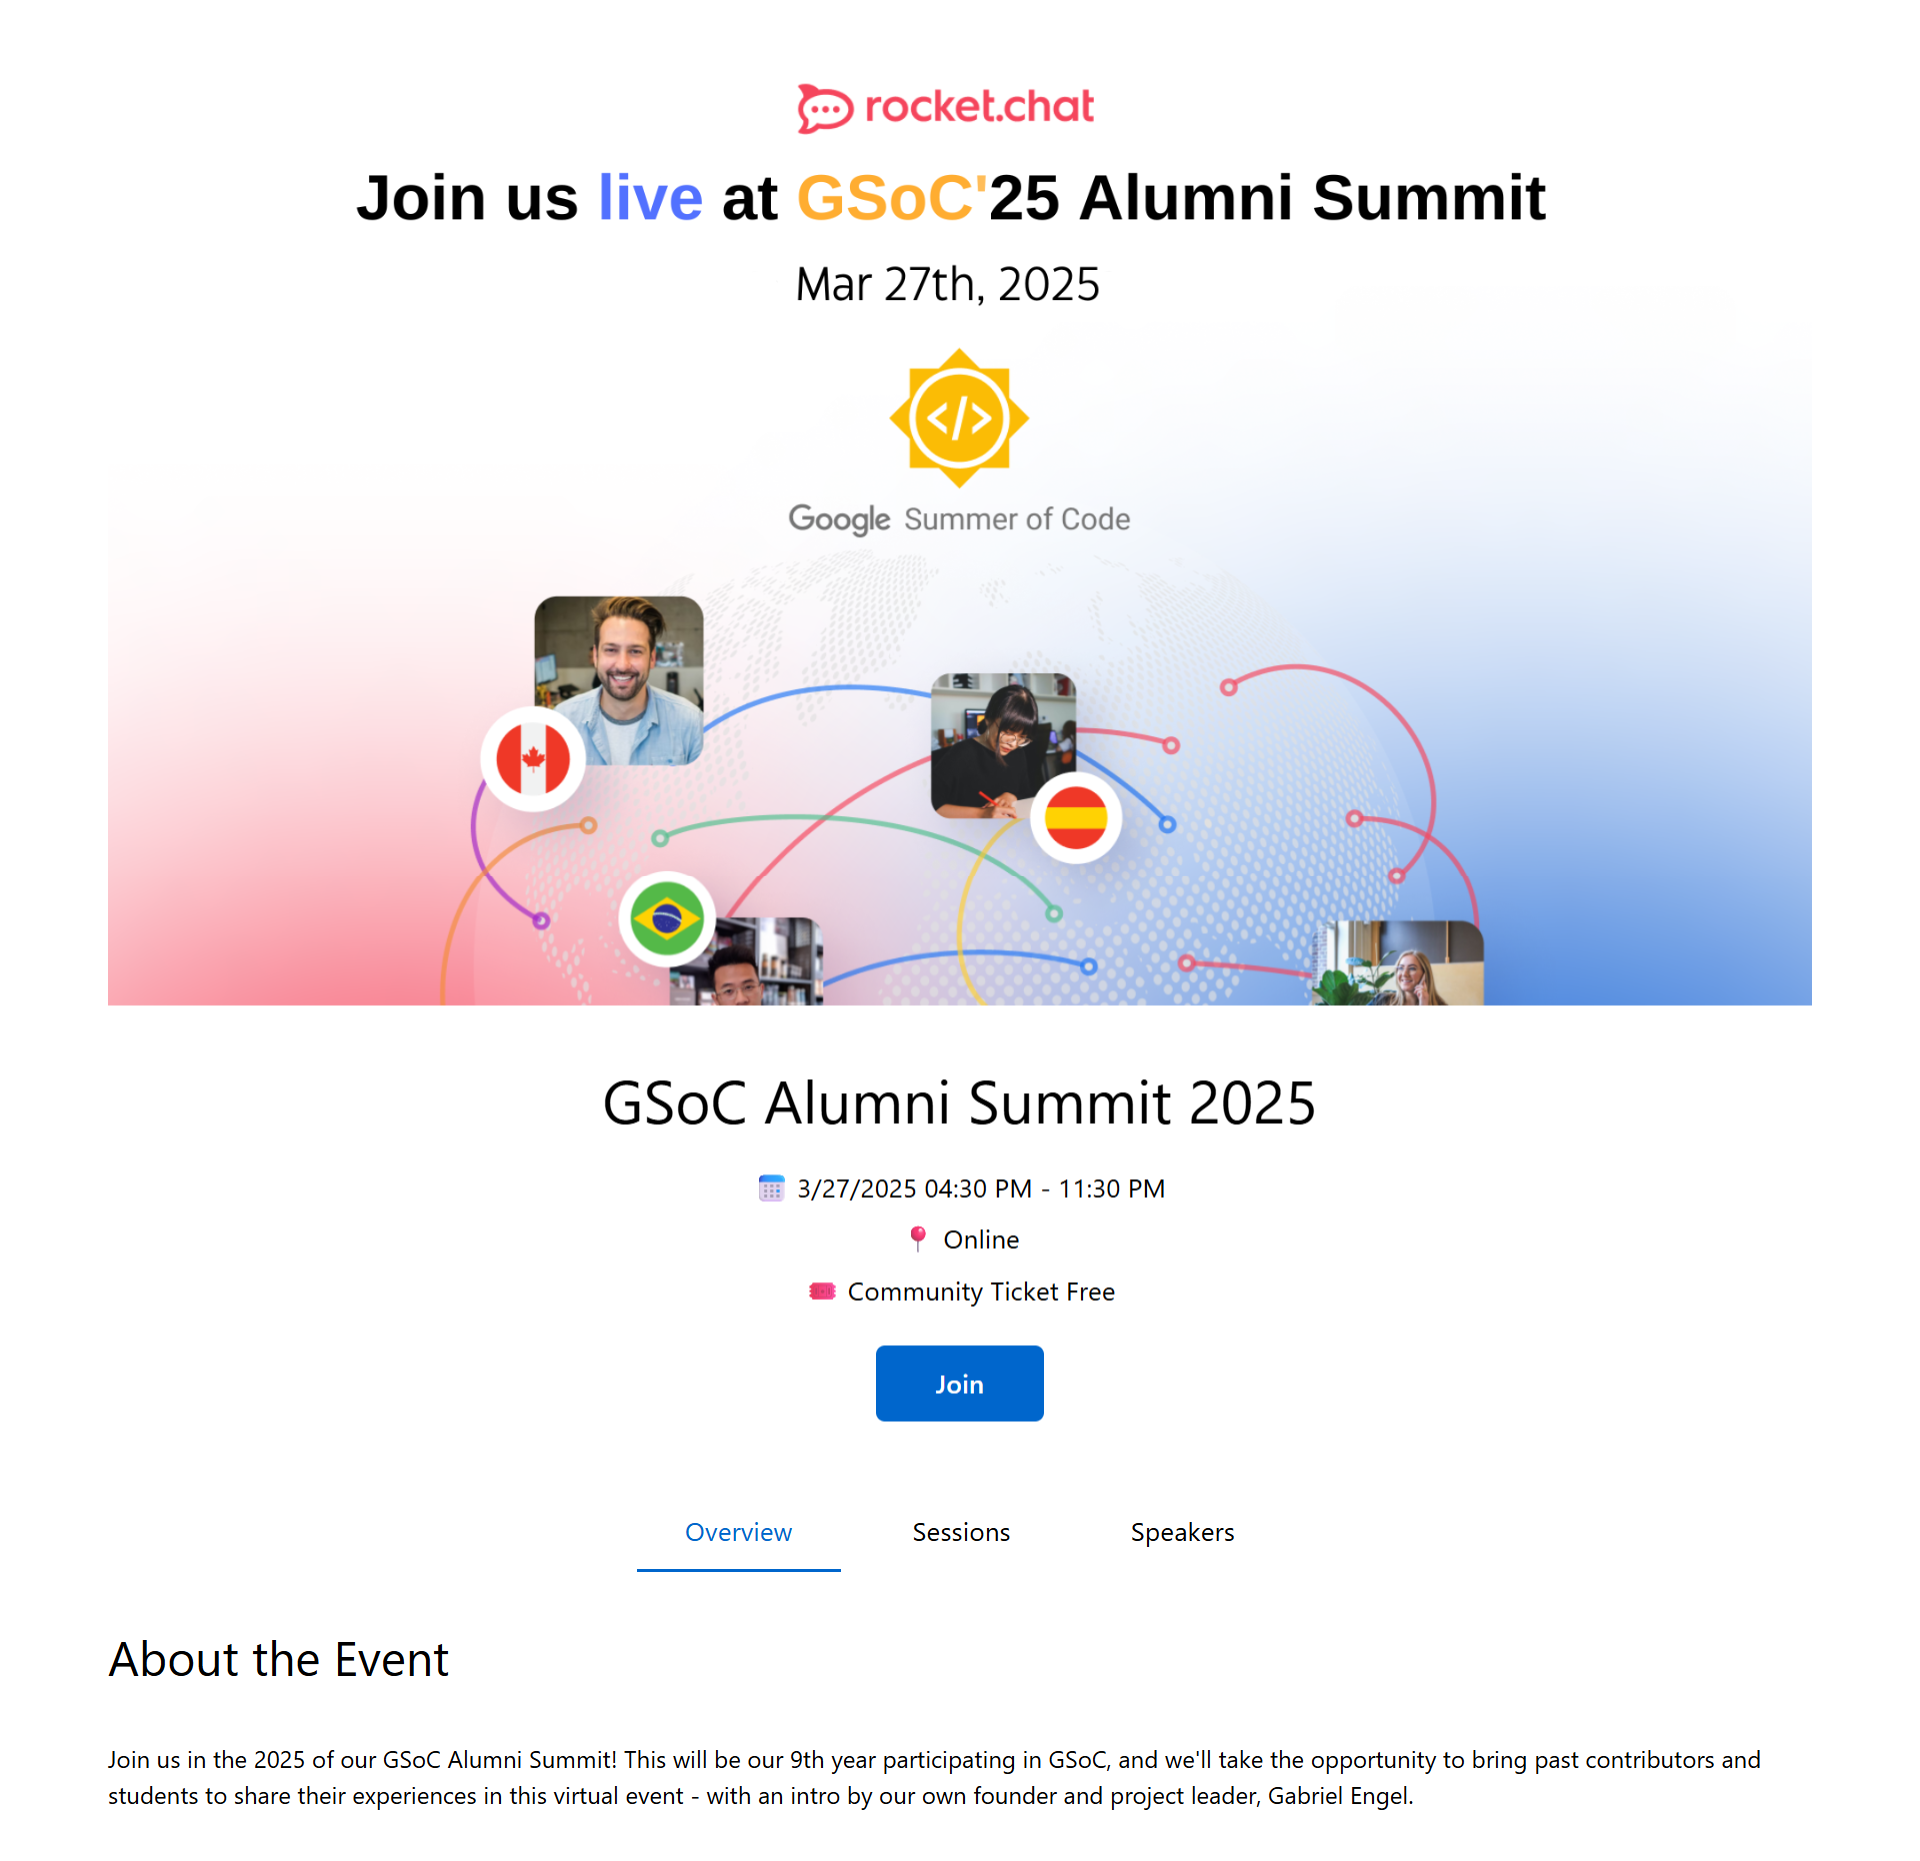 rocket.chat
Join us live at GSoC'25 Alumni Summit
Mar 27th, 2025
</>
Google Summer of Code
GSoC Alumni Summit 2025
3/27/2025 04:30 PM - 11:30 PM
Online
Community Ticket Free
Join
Overview Sessions Speakers
About the Event
Join us in the 2025 of our GSoC Alumni Summit! This will be our 9th year participating in GSoC, and we'll take the opportunity to bring past contributors and
students to share their experiences in this virtual event - with an intro by our own founder and project leader, Gabriel Engel.